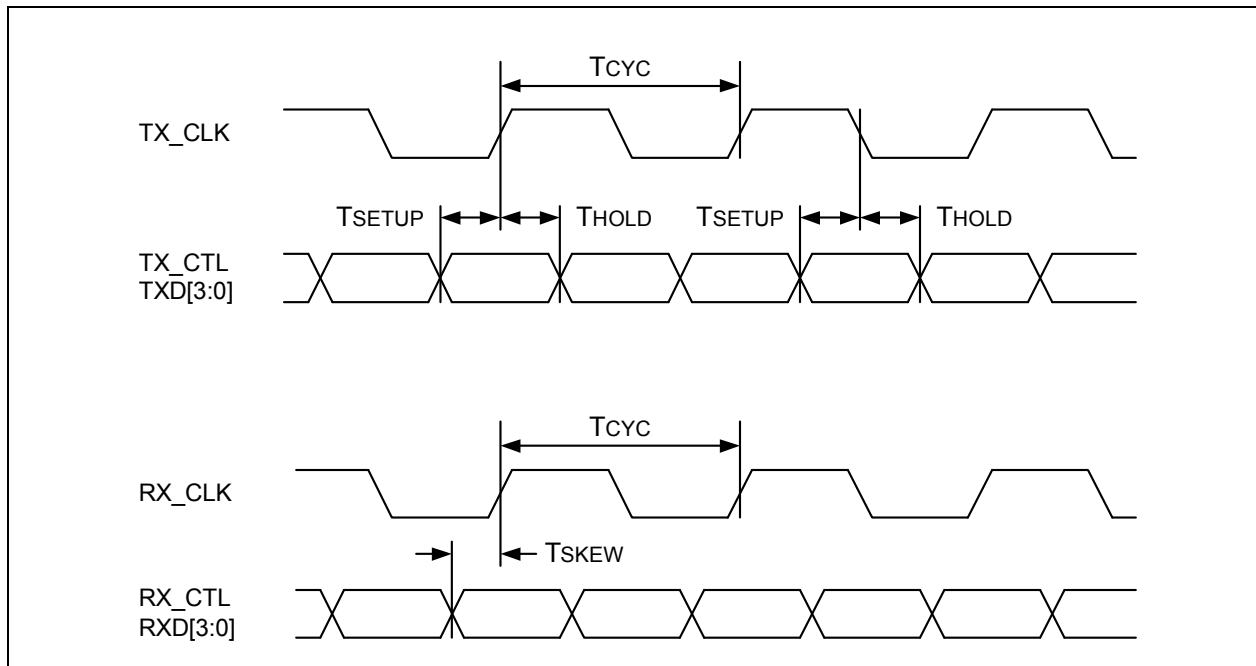 TCYC
TX_CLK
TSETUP THOLD TSETUP THOLD
TX_CTL
TXD[3:0]
TCYC
RX_CLK
TSKEW
RX_CTL
RXD[3:0]